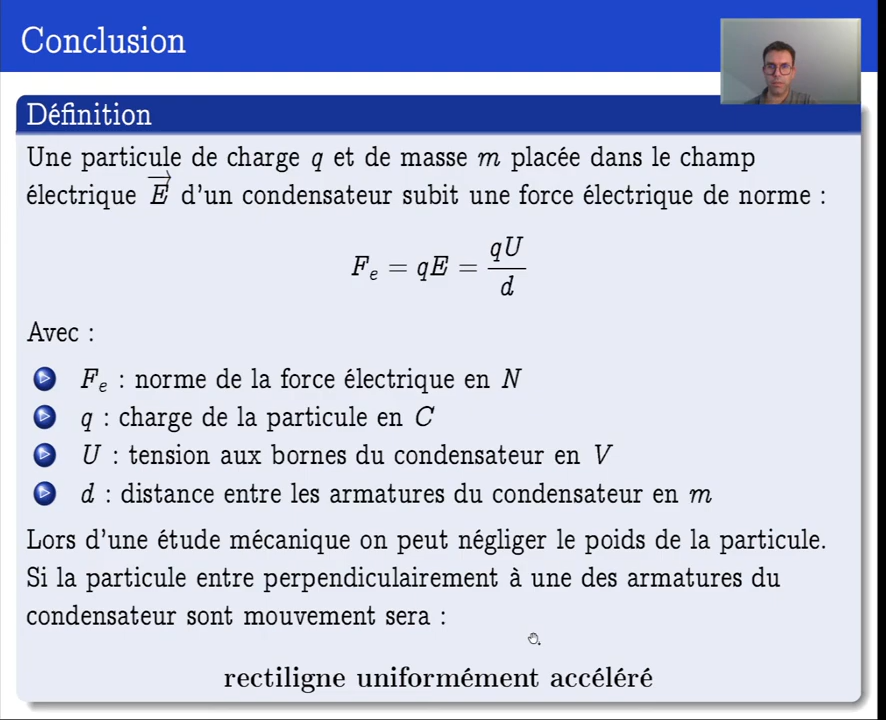 Conclusion
Définition
Une particule de charge q et de masse m placée dans le champ
électrique \overrightarrow{E} d'un condensateur subit une force électrique de norme :
F_e = qE = \frac{qU}{d}
Avec :
F_e : norme de la force électrique en N
q : charge de la particule en C
U : tension aux bornes du condensateur en V
d : distance entre les armatures du condensateur en m
Lors d'une étude mécanique on peut négliger le poids de la particule.
Si la particule entre perpendiculairement à une des armatures du
condensateur sont mouvement sera :
rectiligne uniformément accéléré